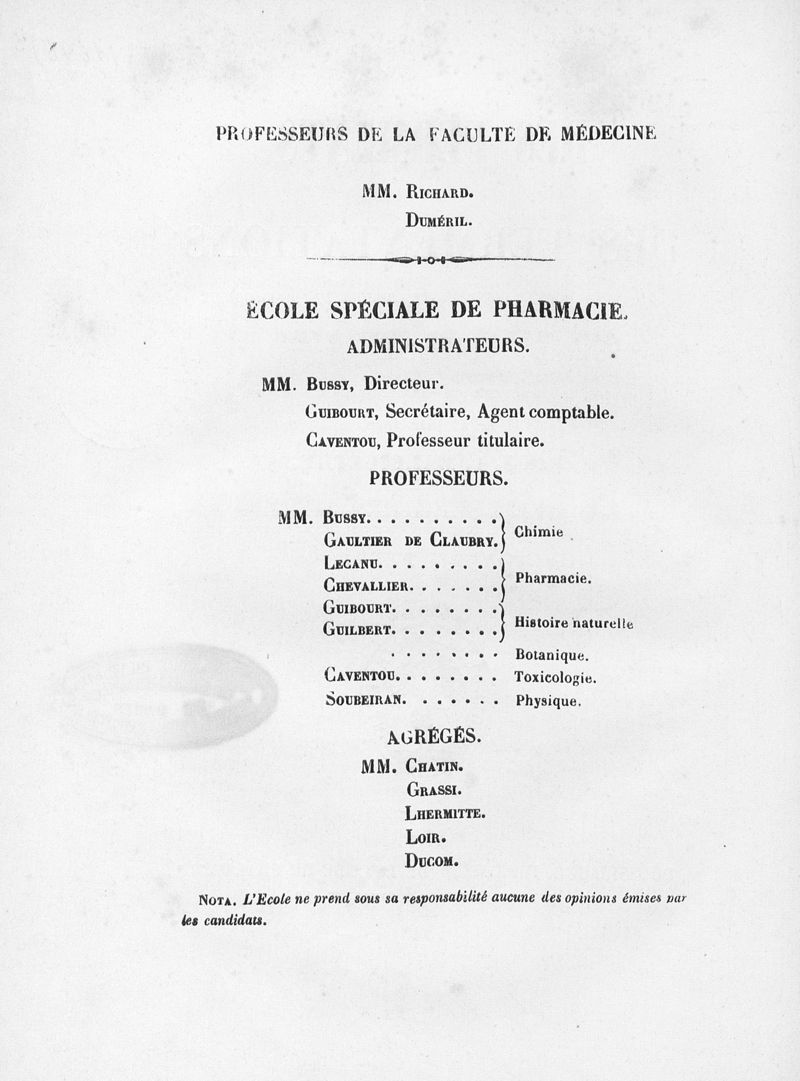 PROFESSEURS DE LA FACULTÉ DE MÉDECINE
MM. RICHARD.
DUMÉRIL.
ÉCOLE SPÉCIALE DE PHARMACIE.
ADMINISTRATEURS.
MM. BUSSY, Directeur.
GUIBOURT, Secrétaire, Agent comptable.
CAVENTOU, Professeur titulaire.
PROFESSEURS.
MM. BUSSY. . . . . . . . . .
GAULTIER DE CLAUBRY.
Chimie
LECANU. . . . . . . . .
CHEVALLIER. . . . . . .
Pharmacie.
GUIBOURT. . . . . . . .
GUILBERT. . . . . . . .
Histoire naturelle
. . . . . . . . Botanique.
CAVENTOU. . . . . . . . Toxicologie.
SOUBEIRAN. . . . . . . Physique.
AGRÉGÉS.
MM. CHATIN.
GRASSI.
LHERMITTE.
LOIR.
DUCOM.
NOTA. L'Ecole ne prend sous sa responsabilité aucune des opinions émises par
les candidats.